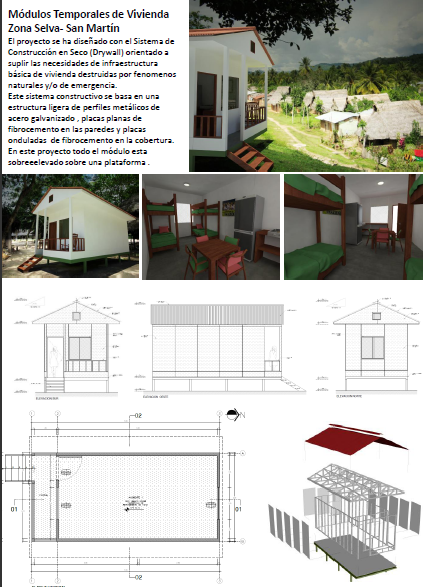 Módulos Temporales de Vivienda
Zona Selva- San Martín
El proyecto se ha diseñado con el Sistema de
Construcción en Seco (Drywall) orientado a
suplir las necesidades de infraestructura
básica de vivienda destruidas por fenomenos
naturales y/o de emergencia.
Este sistema constructivo se basa en una
estructura ligera de perfiles metálicos de
acero galvanizado , placas planas de
fibrocemento en las paredes y placas
onduladas de fibrocemento en la cobertura.
En este proyecto todo el módulo esta
sobreeelevado sobre una plataforma .
02
N
01
01
02